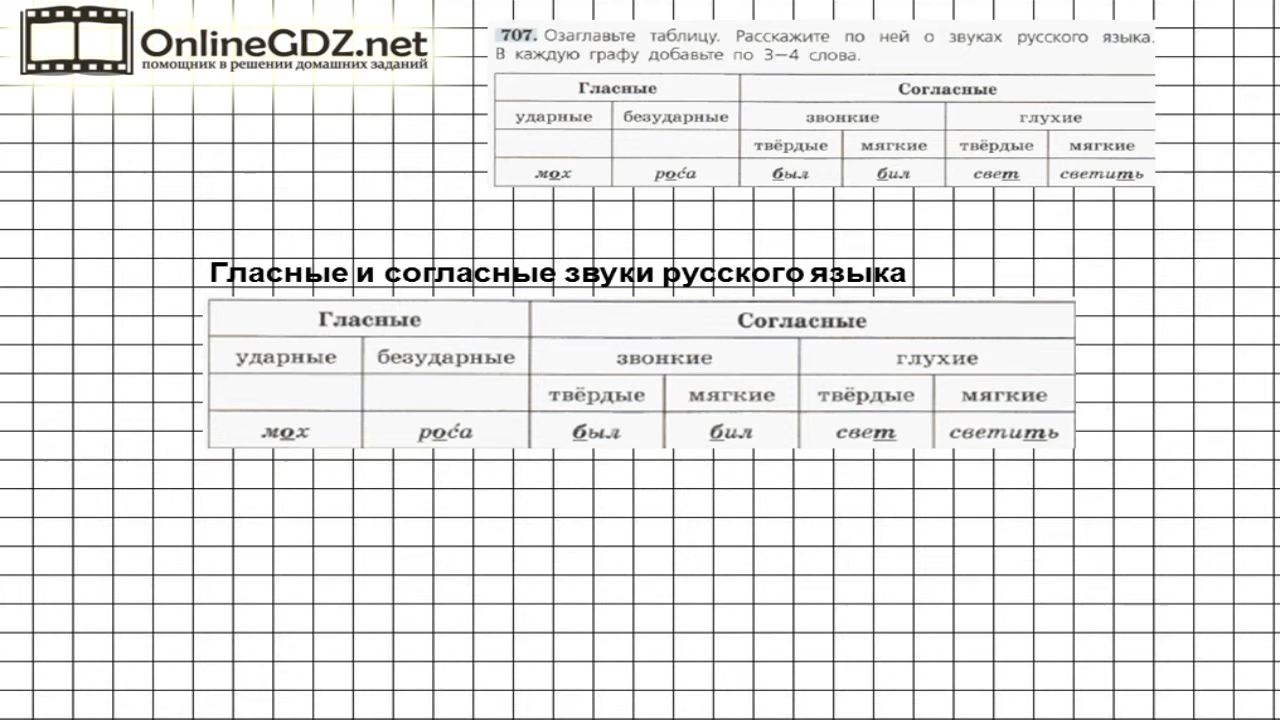 OnlineGDZ.net
помощник в решении домашних заданий
707. Озаглавьте таблицу. Расскажите по ней о звуках русского языка.
В каждую графу добавьте по 3—4 слова.
Гласные Согласные
ударные безударные звонкие глухие
твёрдые мягкие твёрдые мягкие
мох роса́ был бил свет светить
Гласные и согласные звуки русского языка
Гласные Согласные
ударные безударные звонкие глухие
твёрдые мягкие твёрдые мягкие
мох роса́ был бил свет светить